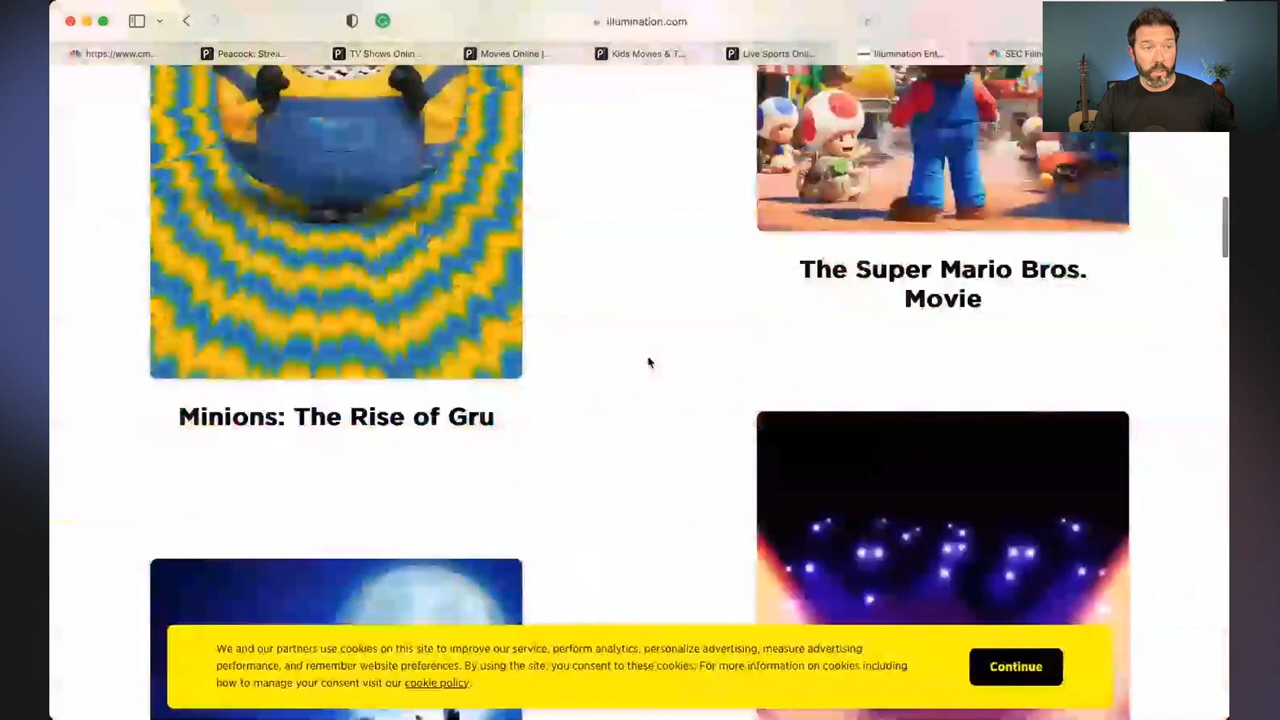 illumination.com
https://www.cm...
Peacock: Strea...
TV Shows Onlin...
Movies Online |...
Kids Movies & T...
Live Sports Onli...
Illumination Ent...
SEC Filin
The Super Mario Bros.
Movie
Minions: The Rise of Gru
We and our partners use cookies on this site to improve our service, perform analytics, personalize advertising, measure advertising
performance, and remember website preferences. By using the site, you consent to these cookies. For more information on cookies including
how to manage your consent visit our cookie policy.
Continue